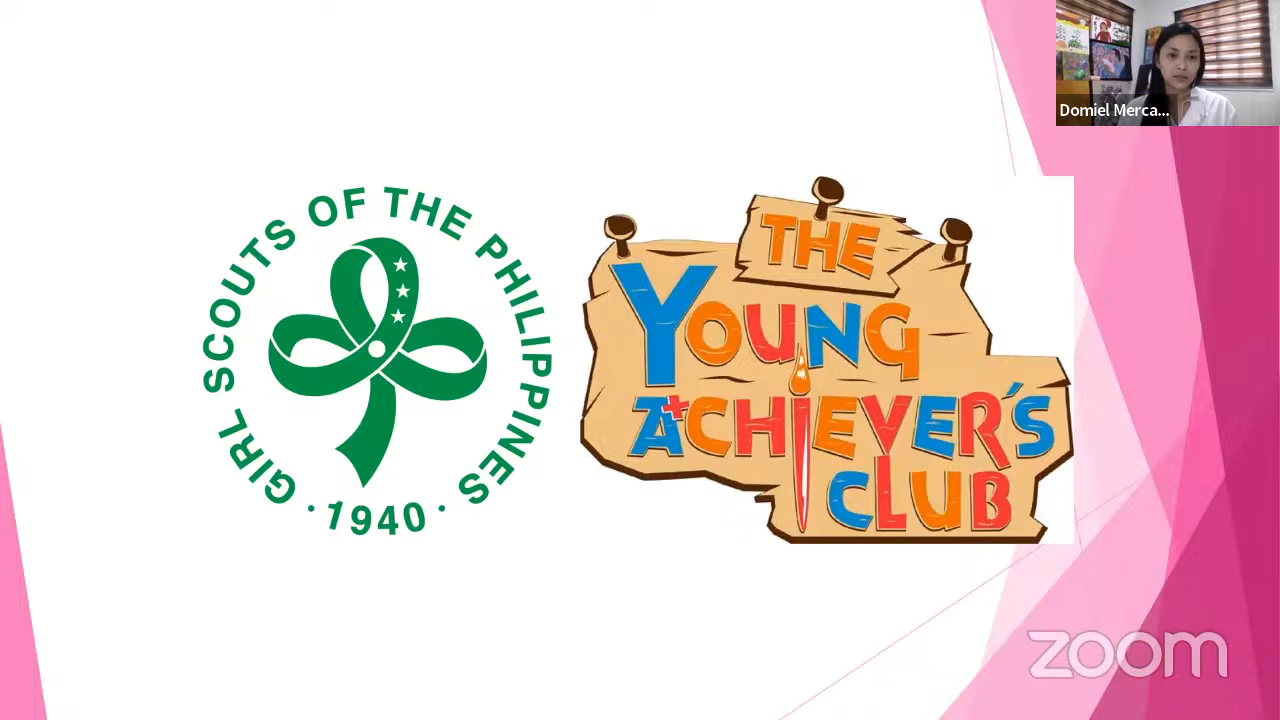 Domiel Merca...
GIRL SCOUTS OF THE PHILIPPINES
· 1940 ·
THE
YOUNG
ACHIEVER'S
CLUB
zoom